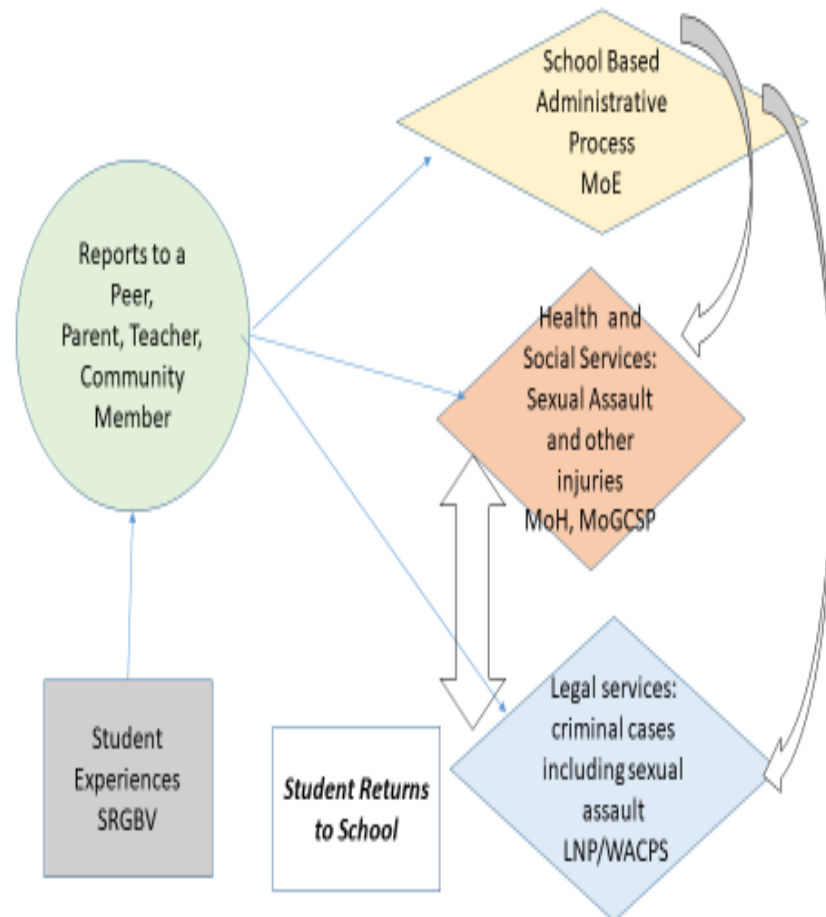 School Based
Administrative
Process
MoE
Reports to a
Peer,
Parent, Teacher,
Community
Member
Health and
Social Services:
Sexual Assault
and other
injuries
MoH, MoGCSP
Student
Experiences
SRGBV
Student Returns
to School
Legal services:
criminal cases
including sexual
assault
LNP/WACPS